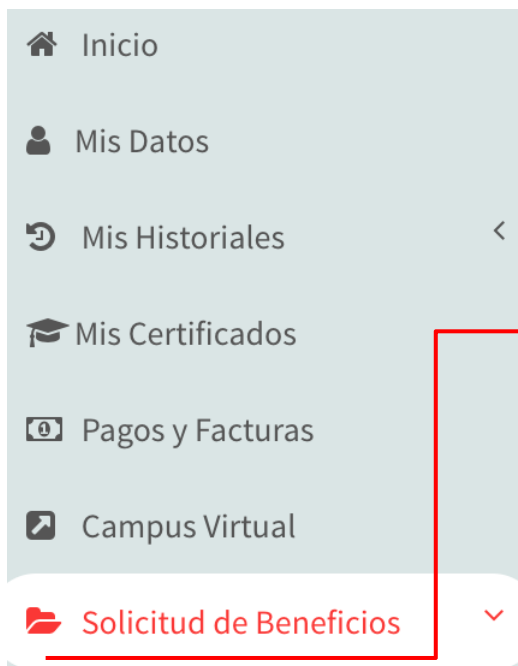 Inicio
Mis Datos
Mis Historiales
Mis Certificados
Pagos y Facturas
Campus Virtual
Solicitud de Beneficios